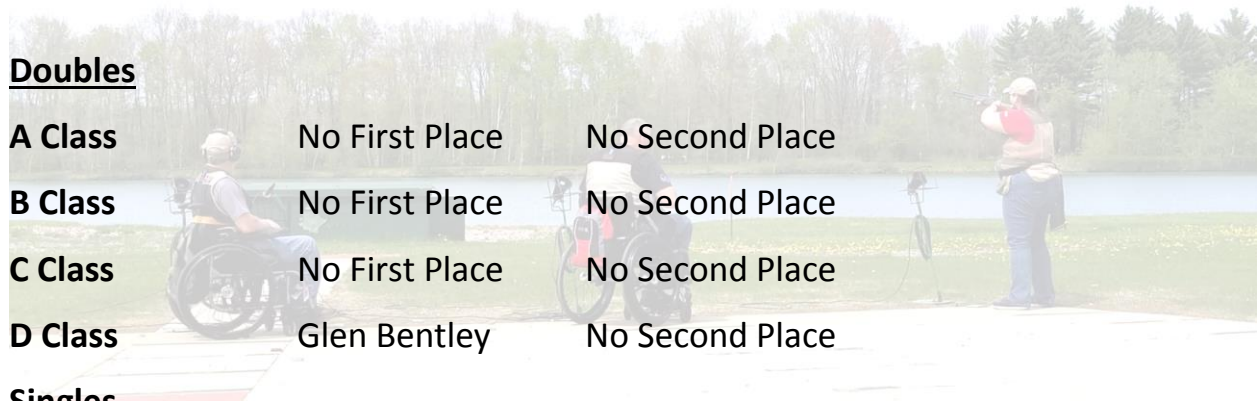 Doubles
A Class No First Place No Second Place
B Class No First Place No Second Place
C Class No First Place No Second Place
D Class Glen Bentley No Second Place
Singles